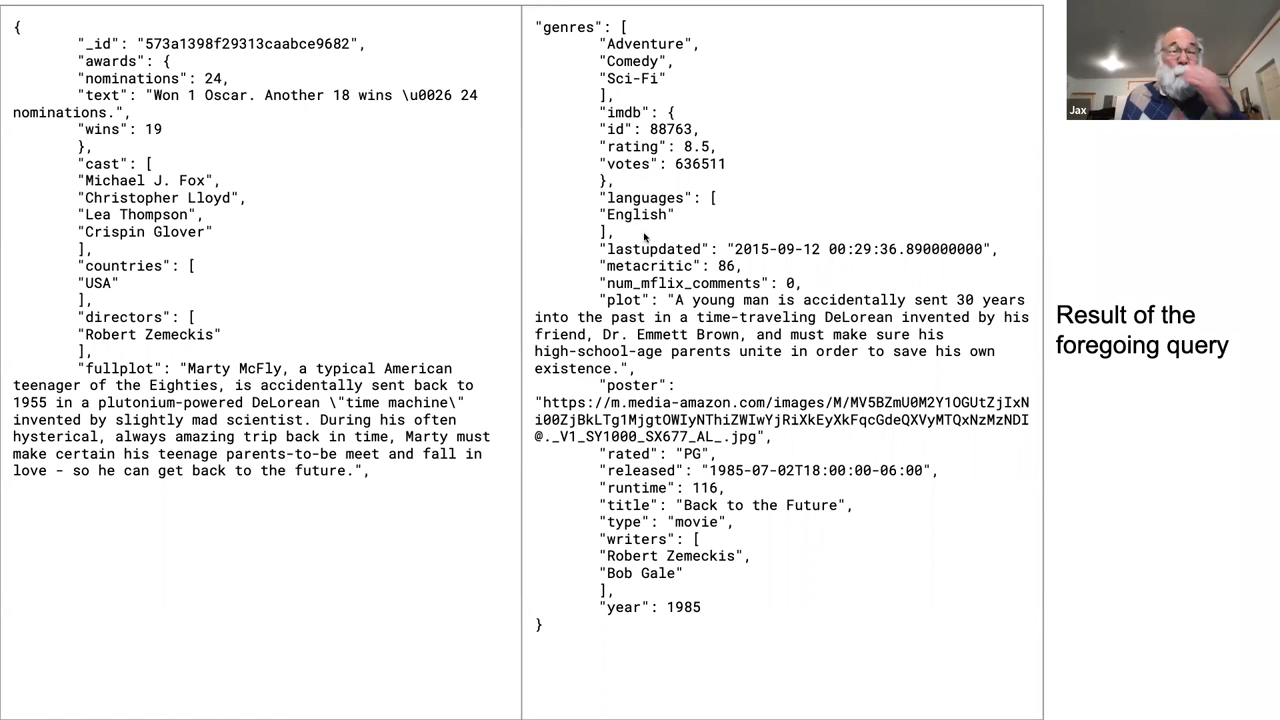 {
"_id": "573a1398f29313caabce9682",
"awards": {
"nominations": 24,
"text": "Won 1 Oscar. Another 18 wins \u0026 24
nominations.",
"wins": 19
},
"cast": [
"Michael J. Fox",
"Christopher Lloyd",
"Lea Thompson",
"Crispin Glover"
],
"countries": [
"USA"
],
"directors": [
"Robert Zemeckis"
],
"fullplot": "Marty McFly, a typical American
teenager of the Eighties, is accidentally sent back to
1955 in a plutonium-powered DeLorean \"time machine\"
invented by slightly mad scientist. During his often
hysterical, always amazing trip back in time, Marty must
make certain his teenage parents-to-be meet and fall in
love - so he can get back to the future.",
"genres": [
"Adventure",
"Comedy",
"Sci-Fi"
],
"imdb": {
"id": 88763,
"rating": 8.5,
"votes": 636511
},
"languages": [
"English"
],
"lastupdated": "2015-09-12 00:29:36.890000000",
"metacritic": 86,
"num_mflix_comments": 0,
"plot": "A young man is accidentally sent 30 years
into the past in a time-traveling DeLorean invented by his
friend, Dr. Emmett Brown, and must make sure his
high-school-age parents unite in order to save his own
existence.",
"poster":
"https://m.media-amazon.com/images/M/MV5BZmU0M2Y1OGUtZjIxN
i00ZjBkLTg1MjgtOWIyNThiZWIwYjRiXkEyXkFqcGdeQXVyMTQxNzMzNDI
@._V1_SY1000_SX677_AL_.jpg",
"rated": "PG",
"released": "1985-07-02T18:00:00-06:00",
"runtime": 116,
"title": "Back to the Future",
"type": "movie",
"writers": [
"Robert Zemeckis",
"Bob Gale"
],
"year": 1985
}
Jax
Result of the
foregoing query